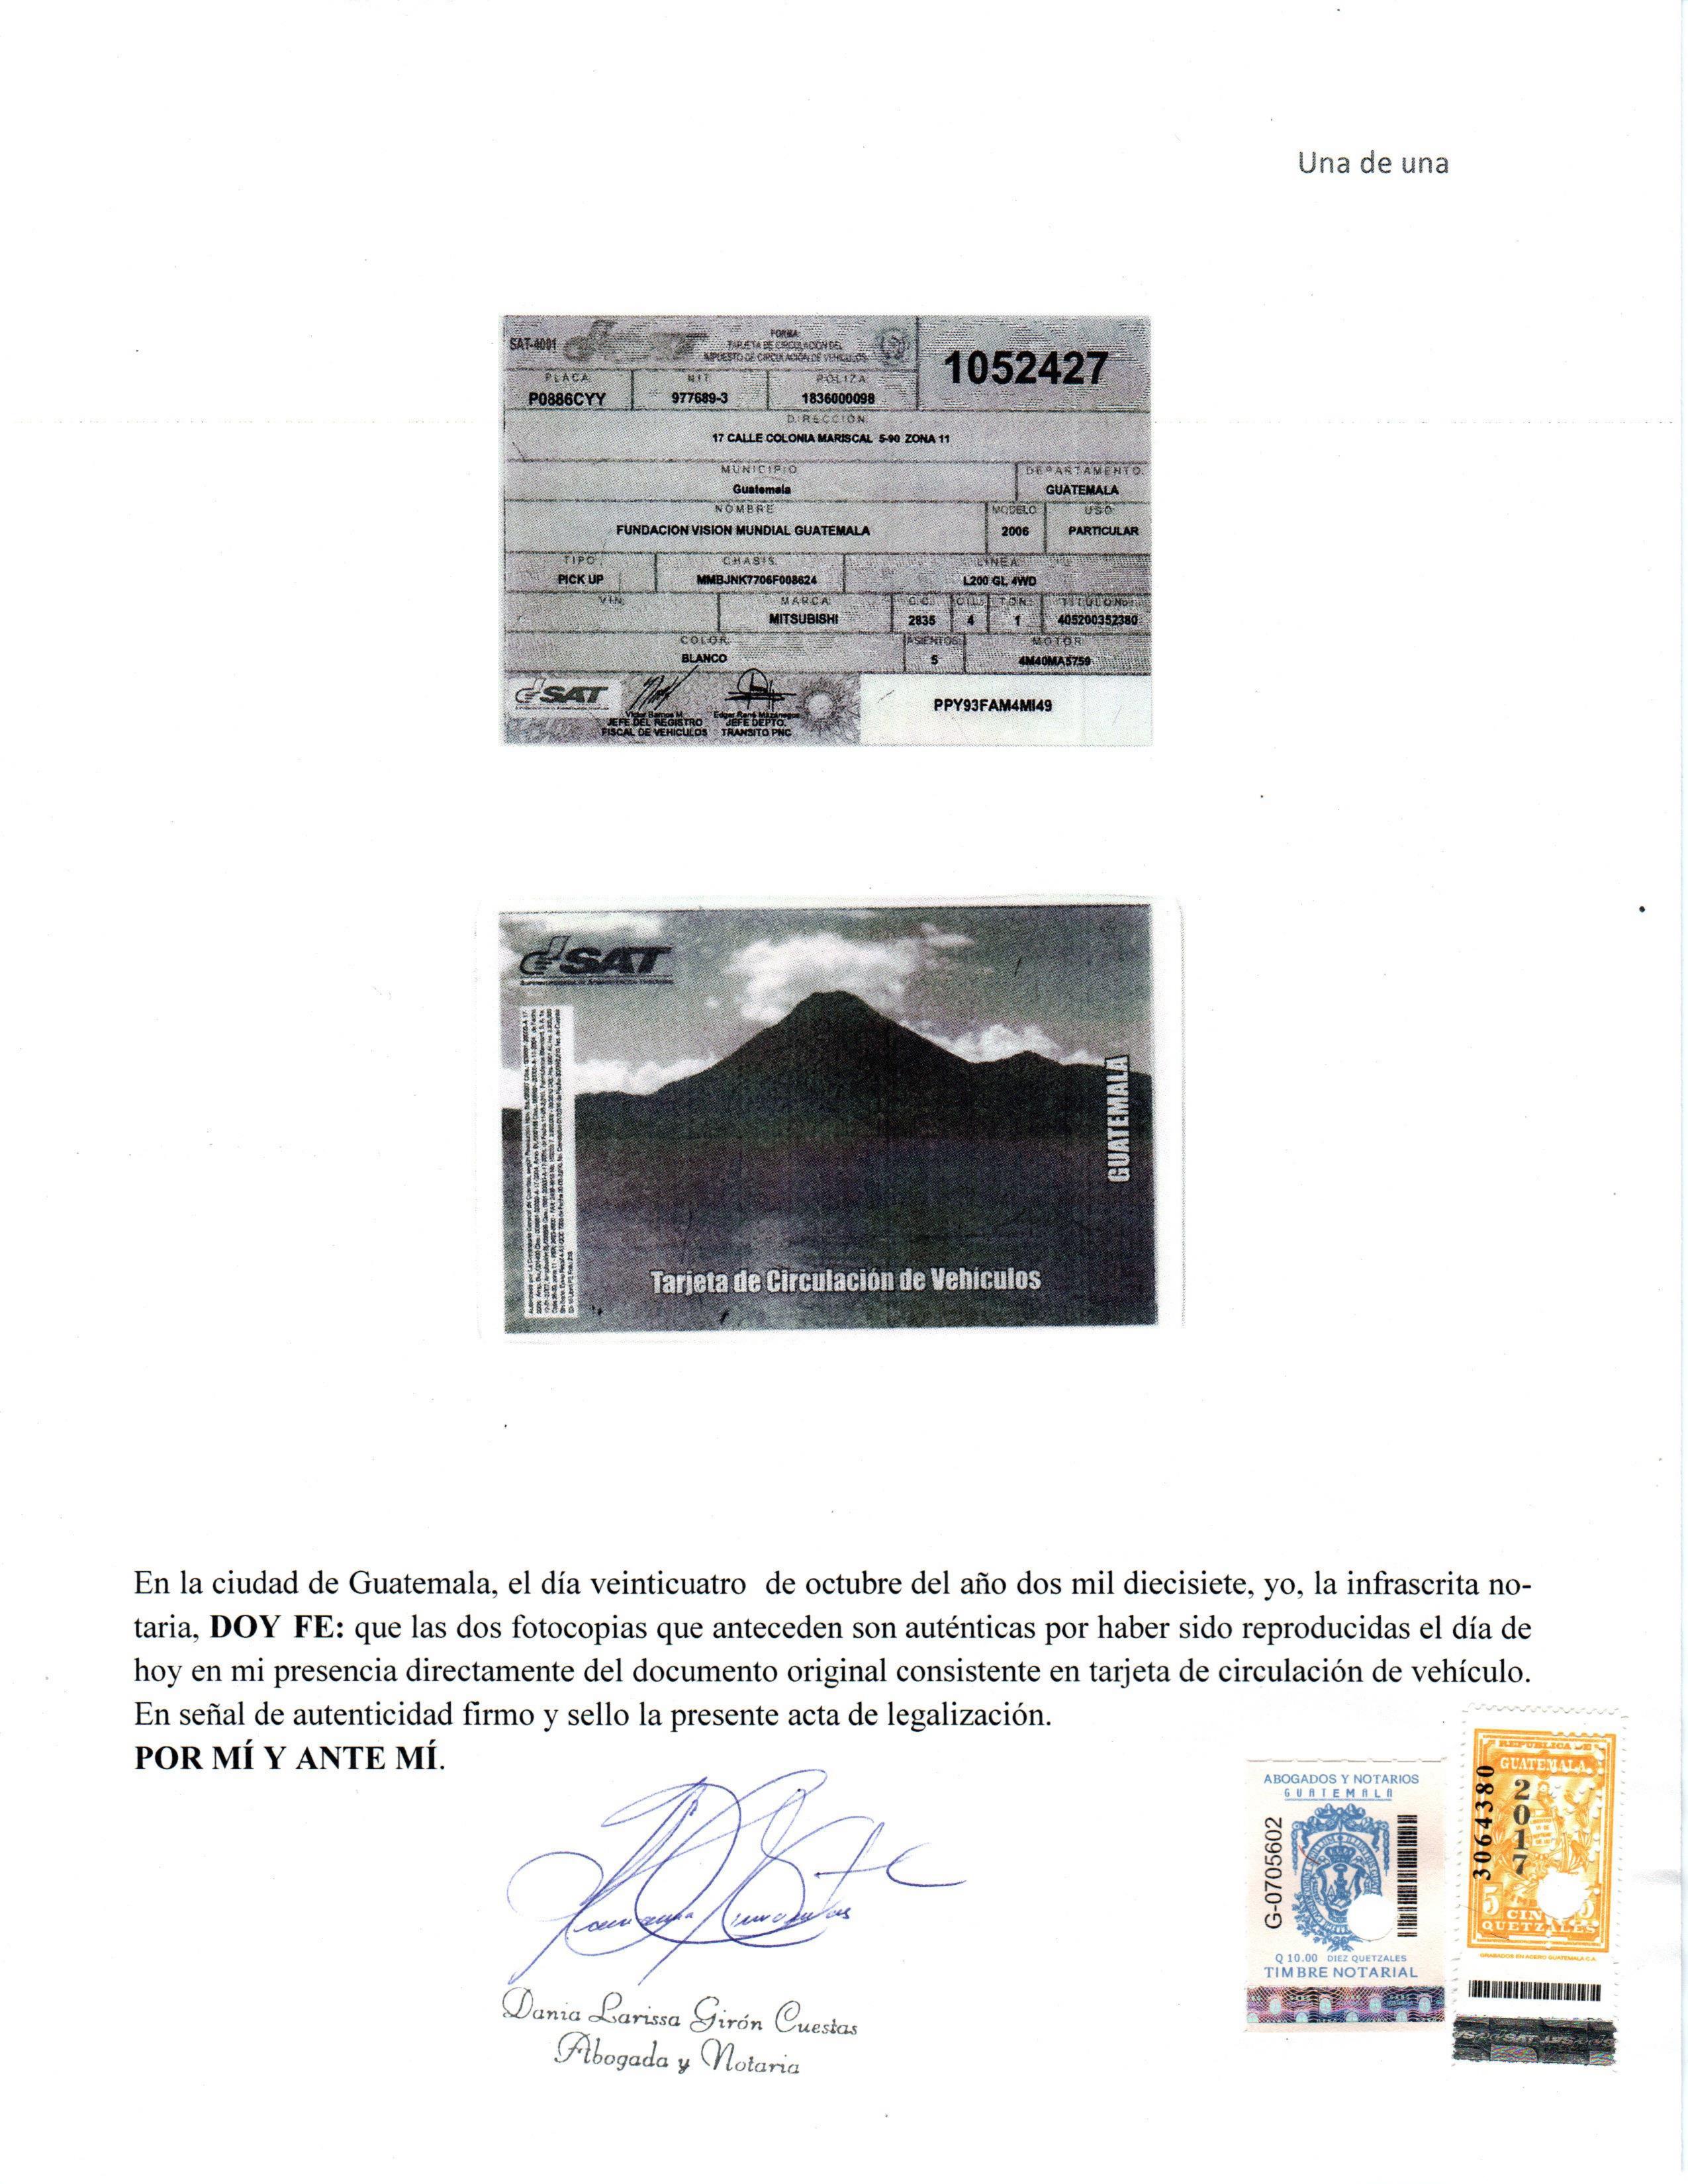 Una de una
SAT-4001
FORMA:
TARJETA DE CIRCULACIÓN DEL
IMPUESTO DE CIRCULACIÓN DE VEHICULOS
1052427
PLACA NIT POLIZA
P0886CYY 977689-3 1836000098
DIRECCIÓN
17 CALLE COLONIA MARISCAL 5-90 ZONA 11
MUNICIPIO DEPARTAMENTO
Guatemala GUATEMALA
NOMBRE MODELO USO
FUNDACION VISION MUNDIAL GUATEMALA 2006 PARTICULAR
TIPO CHASIS LINEA
PICK UP MMBJNK7706F008624 L200 GL 4WD
VIN MARCA C.C. CIL TON. TITULO No.
MITSUBISHI 2835 4 1 405200352380
COLOR ASIENTOS MOTOR
BLANCO 5 4M40MA5759
SAT
JEFE DEL REGISTRO JEFE DEPTO.
FISCAL DE VEHICULOS TRANSITO PNC
PPY93FAM4MI49
SAT
SUPERINTENDENCIA DE ADMINISTRACIÓN TRIBUTARIA
GUATEMALA
Tarjeta de Circulación de Vehículos
En la ciudad de Guatemala, el día veinticuatro de octubre del año dos mil diecisiete, yo, la infrascrita no-
taria, DOY FE: que las dos fotocopias que anteceden son auténticas por haber sido reproducidas el día de
hoy en mi presencia directamente del documento original consistente en tarjeta de circulación de vehículo.
En señal de autenticidad firmo y sello la presente acta de legalización.
POR MÍ Y ANTE MÍ.
ABOGADOS Y NOTARIOS
GUATEMALA
G-0705602
Q 10.00 DIEZ QUETZALES
TIMBRE NOTARIAL
REPUBLICA DE
GUATEMALA
3064380
2017
5 5
CINCO
QUETZALES
Dania Larissa Girón Cuestas
Abogada y Notaria